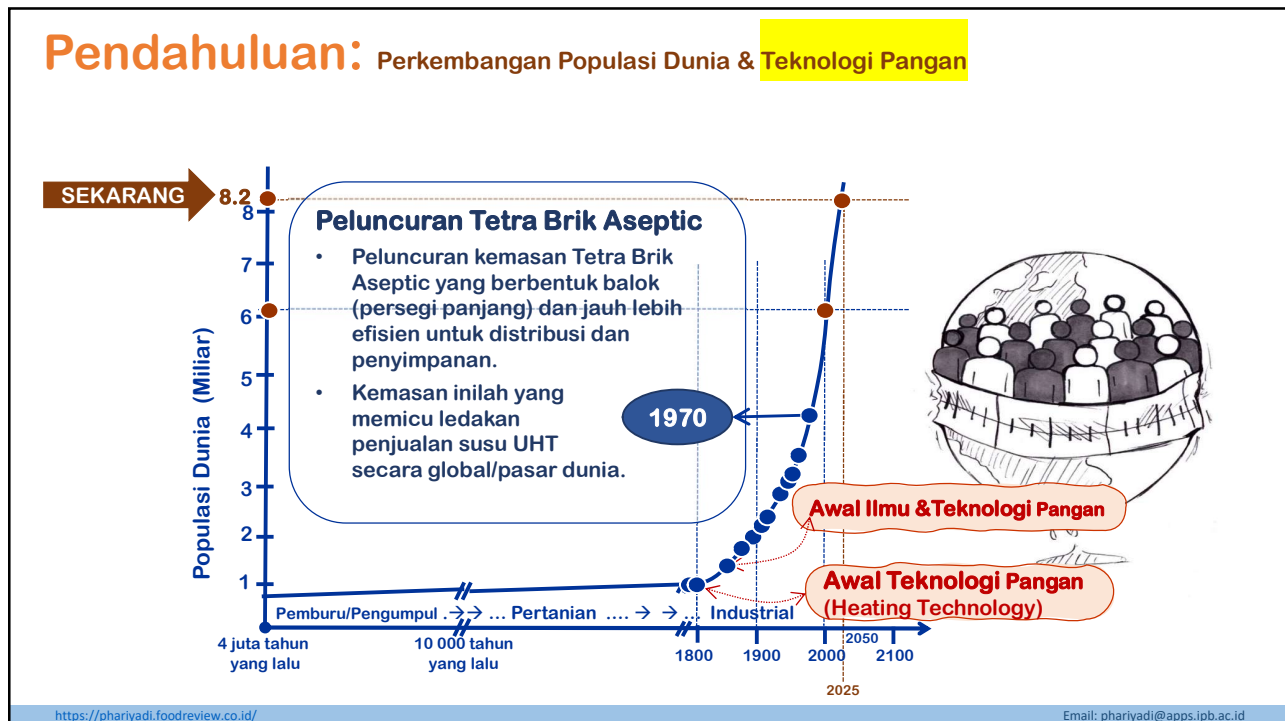 Pendahuluan: Perkembangan Populasi Dunia & Teknologi Pangan
SEKARANG
8.2
8
7
6
5
4
3
2
1
Populasi Dunia (Miliar)
Peluncuran Tetra Brik Aseptic
• Peluncuran kemasan Tetra Brik
Aseptic yang berbentuk balok
(persegi panjang) dan jauh lebih
efisien untuk distribusi dan
penyimpanan.
• Kemasan inilah yang
memicu ledakan
penjualan susu UHT
secara global/pasar dunia.
1970
Awal Ilmu &Teknologi Pangan
Awal Teknologi Pangan
(Heating Technology)
Pemburu/Pengumpul .→→ ... Pertanian .... → → ... Industrial
4 juta tahun
yang lalu
10 000 tahun
yang lalu
1800
1900
2000
2050
2100
2025
https://phariyadi.foodreview.co.id/
Email: phariyadi@apps.ipb.ac.id